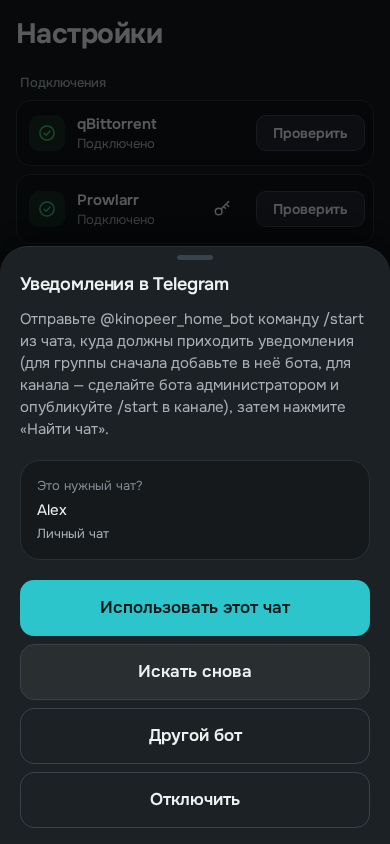 Настройки
Подключения
qBittorrent
Подключено
Проверить
Prowlarr
Подключено
Проверить
Уведомления в Telegram
Отправьте @kinopeer_home_bot команду /start
из чата, куда должны приходить уведомления
(для группы сначала добавьте в неё бота, для
канала — сделайте бота администратором и
опубликуйте /start в канале), затем нажмите
«Найти чат».
Это нужный чат?
Alex
Личный чат
Использовать этот чат
Искать снова
Другой бот
Отключить